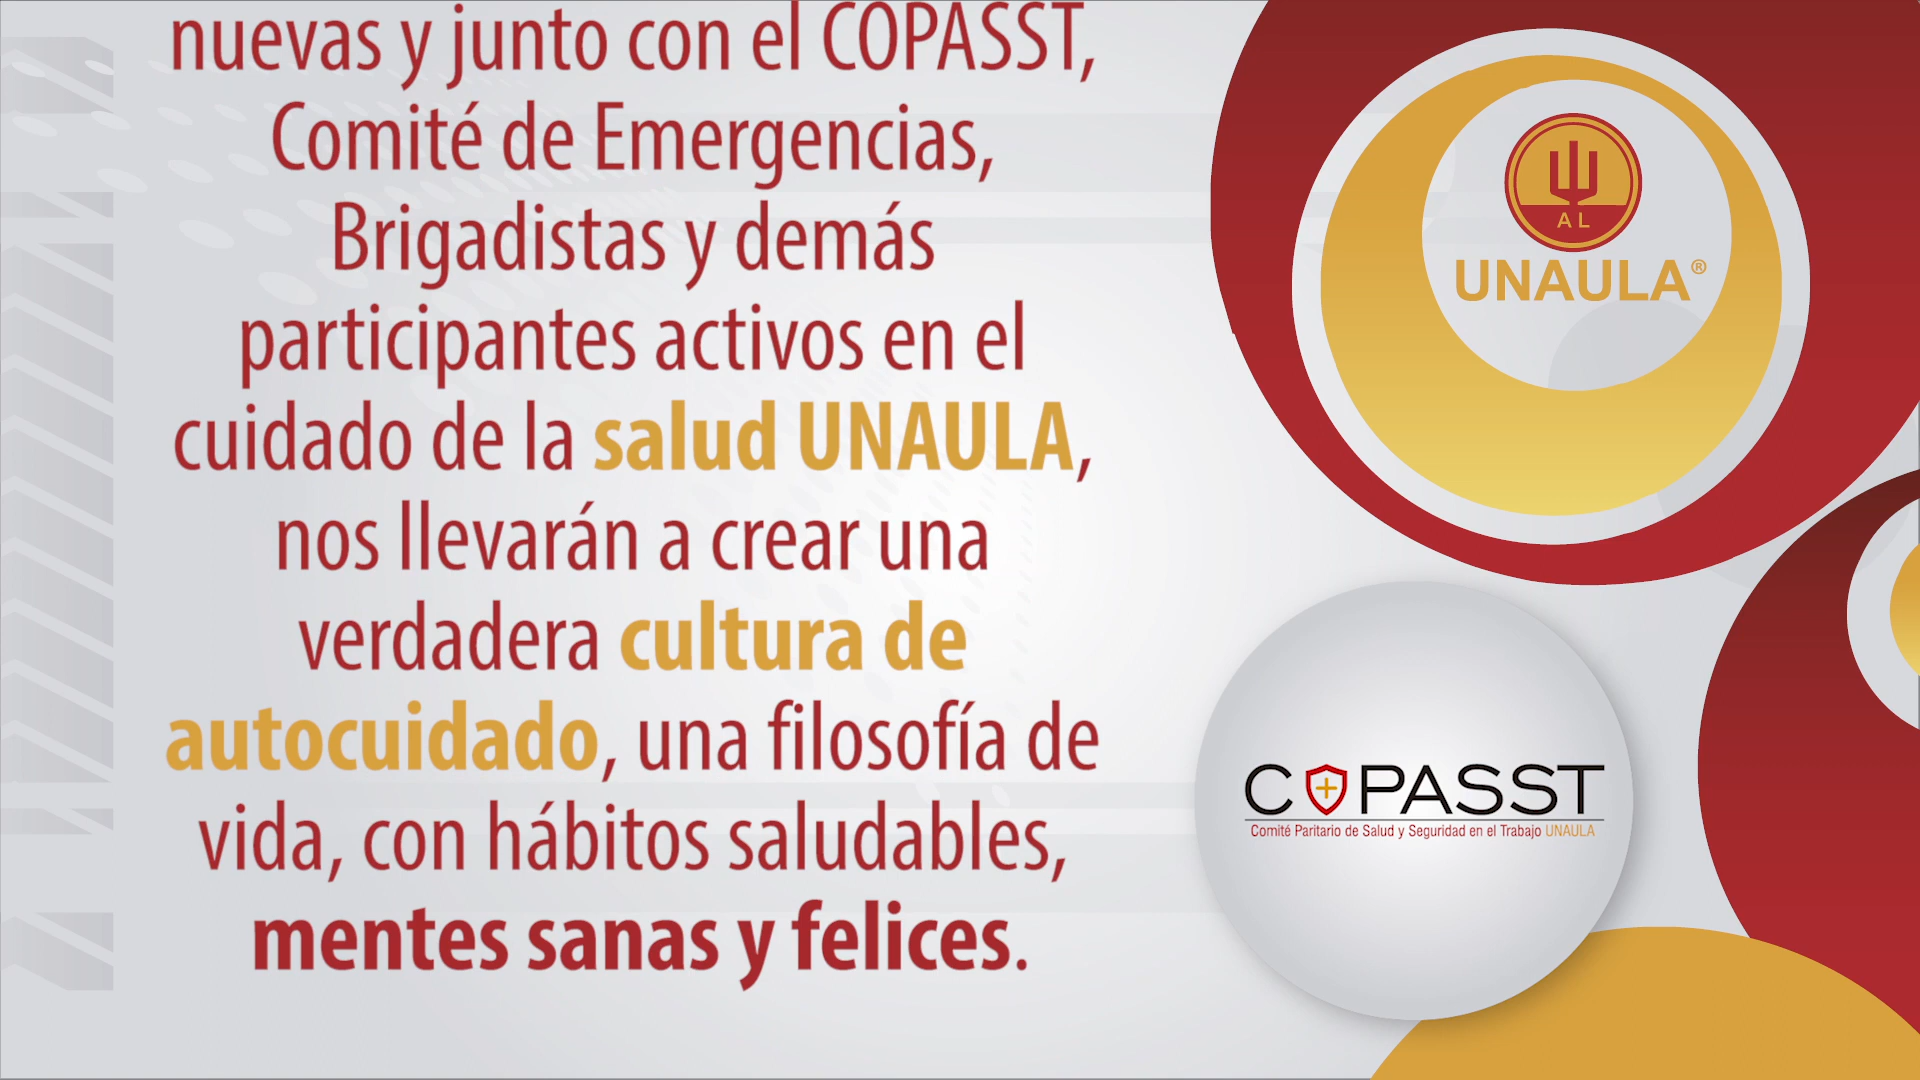 nuevas y junto con el COPASST,
Comité de Emergencias,
Brigadistas y demás
participantes activos en el
cuidado de la salud UNAULA,
nos llevarán a crear una
verdadera cultura de
autocuidado, una filosofía de
vida, con hábitos saludables,
mentes sanas y felices.
AL
UNAULA®
COPASST
Comité Paritario de Salud y Seguridad en el Trabajo UNAULA